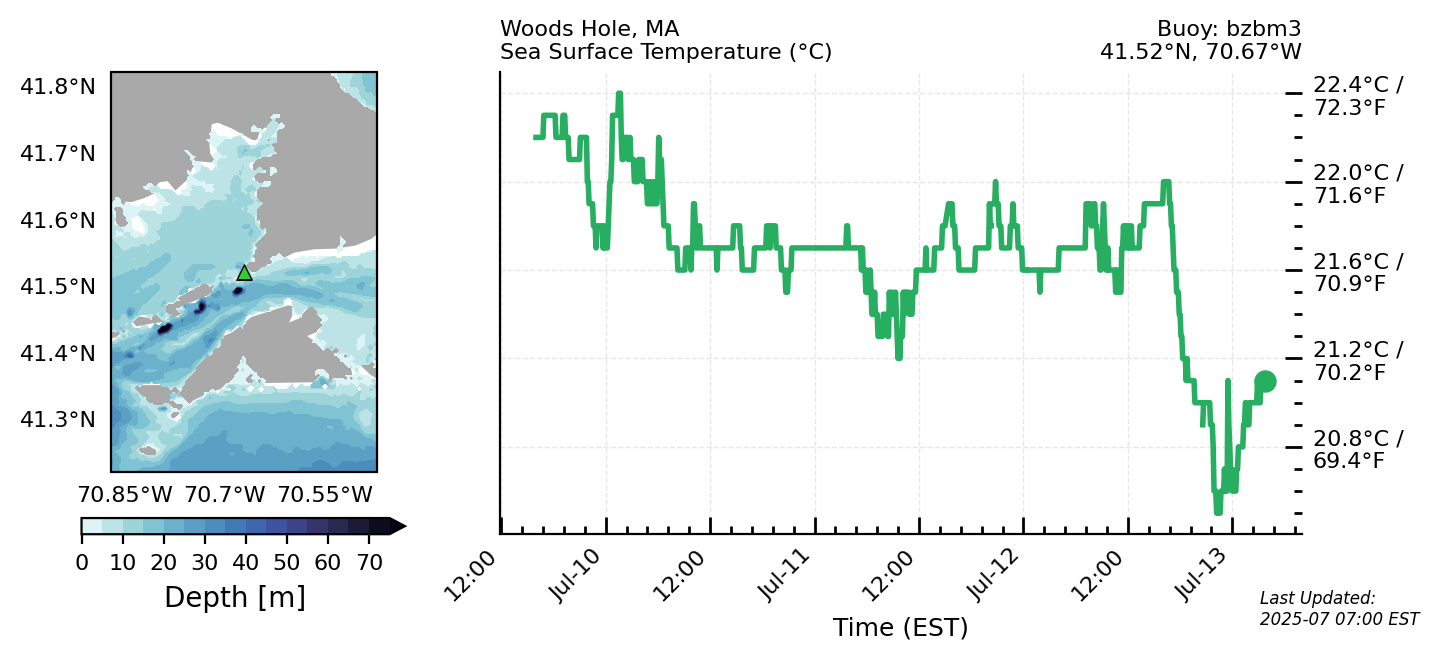 Woods Hole, MA
Sea Surface Temperature (°C)
Buoy: bzbm3
41.52°N, 70.67°W
41.8°N
41.7°N
41.6°N
41.5°N
41.4°N
41.3°N
70.85°W 70.7°W 70.55°W
0 10 20 30 40 50 60 70
Depth [m]
22.4°C /
72.3°F
22.0°C /
71.6°F
21.6°C /
70.9°F
21.2°C /
70.2°F
20.8°C /
69.4°F
12:00 Jul-10 12:00 Jul-11 12:00 Jul-12 12:00 Jul-13
Time (EST)
Last Updated:
2025-07 07:00 EST